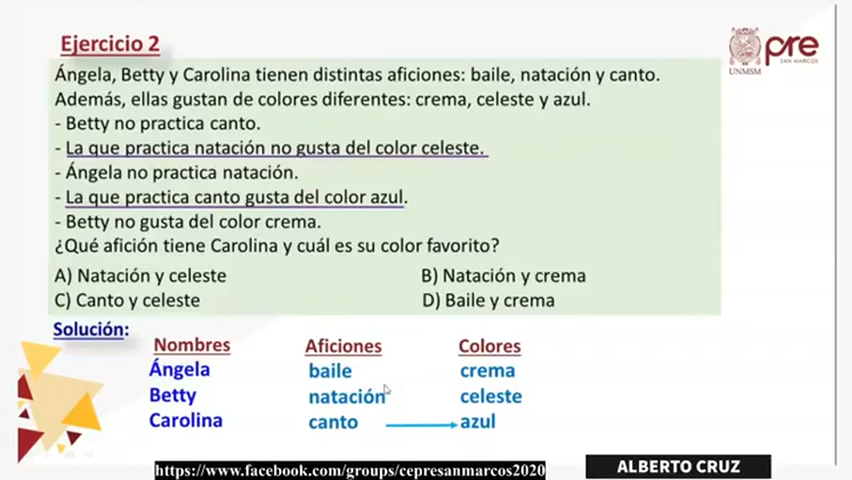 Ejercicio 2
UNMSM
pre
SAN MARCOS
Ángela, Betty y Carolina tienen distintas aficiones: baile, natación y canto.
Además, ellas gustan de colores diferentes: crema, celeste y azul.
- Betty no practica canto.
- La que practica natación no gusta del color celeste.
- Ángela no practica natación.
- La que practica canto gusta del color azul.
- Betty no gusta del color crema.
¿Qué afición tiene Carolina y cuál es su color favorito?
A) Natación y celeste B) Natación y crema
C) Canto y celeste D) Baile y crema
Solución:
Nombres Aficiones Colores
Ángela baile crema
Betty natación celeste
Carolina canto azul
https://www.facebook.com/groups/cepresanmarcos2020
ALBERTO CRUZ